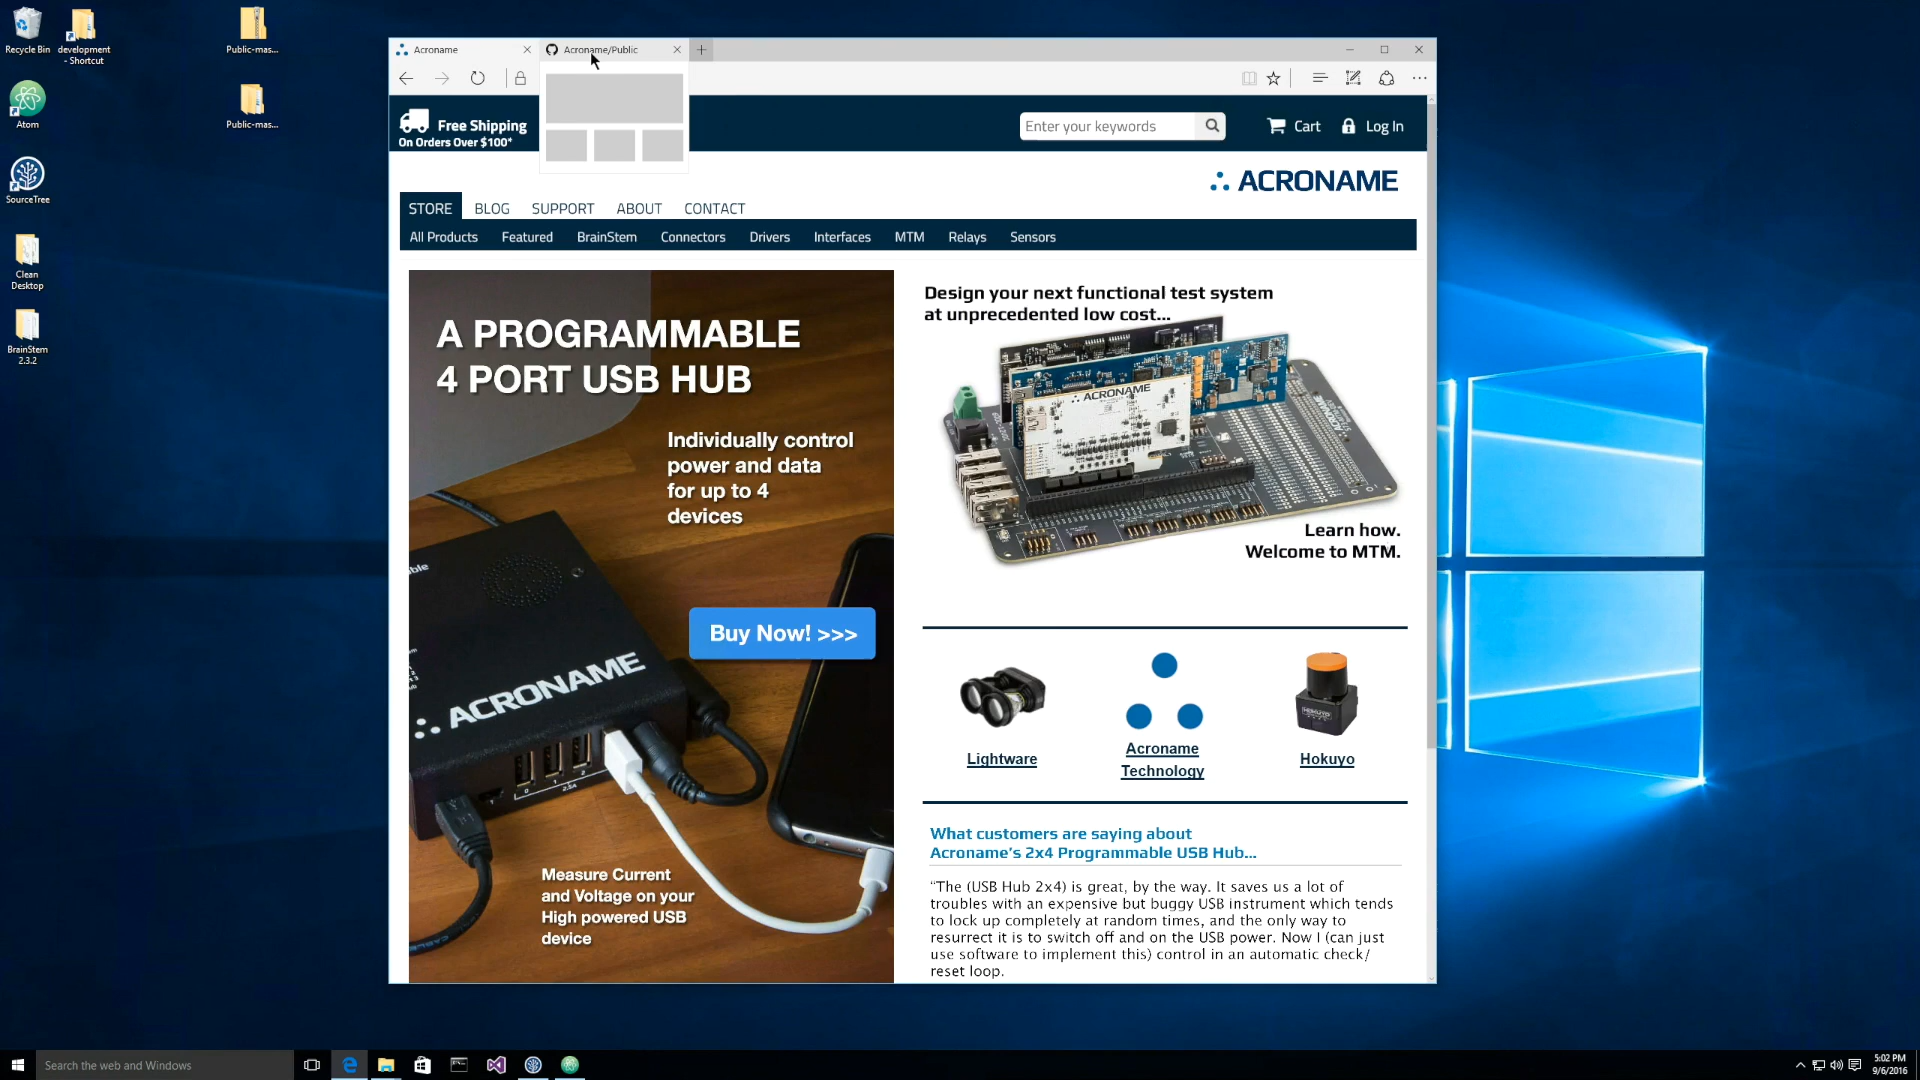 Recycle Bin
development
- Shortcut
Public-mas...
Atom
Public-mas...
SourceTree
Clean
Desktop
BrainStem
2.3.2
Acroname
Acroname/Public
Free Shipping
On Orders Over $100*
Enter your keywords
Cart
Log In
ACRONAME
STORE BLOG SUPPORT ABOUT CONTACT
All Products Featured BrainStem Connectors Drivers Interfaces MTM Relays Sensors
A PROGRAMMABLE
4 PORT USB HUB
Individually control
power and data
for up to 4
devices
Buy Now! >>>
ACRONAME
0 1 2
2.5A
Measure Current
and Voltage on your
High powered USB
device
Design your next functional test system
at unprecedented low cost...
ACRONAME
ACRONAME
Learn how.
Welcome to MTM.
Lightware
Acroname
Technology
HOKUYO
Hokuyo
What customers are saying about
Acroname's 2x4 Programmable USB Hub...
“The (USB Hub 2x4) is great, by the way. It saves us a lot of
troubles with an expensive but buggy USB instrument which tends
to lock up completely at random times, and the only way to
resurrect it is to switch off and on the USB power. Now I (can just
use software to implement this) control in an automatic check/
reset loop.
Search the web and Windows
5:02 PM
9/6/2016